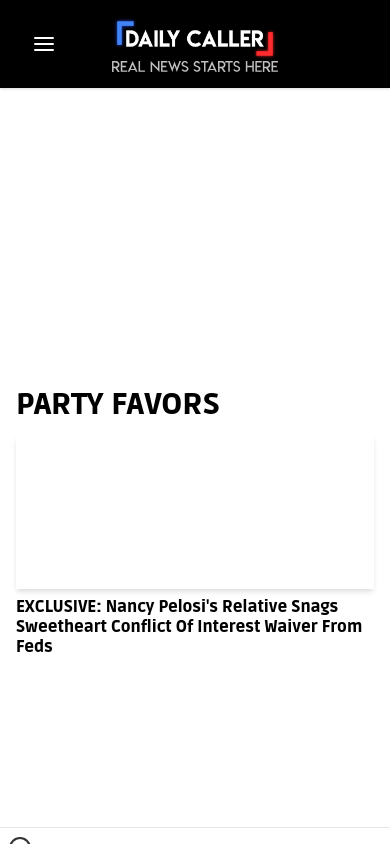 DAILY CALLER
REAL NEWS STARTS HERE
PARTY FAVORS
EXCLUSIVE: Nancy Pelosi's Relative Snags
Sweetheart Conflict Of Interest Waiver From
Feds